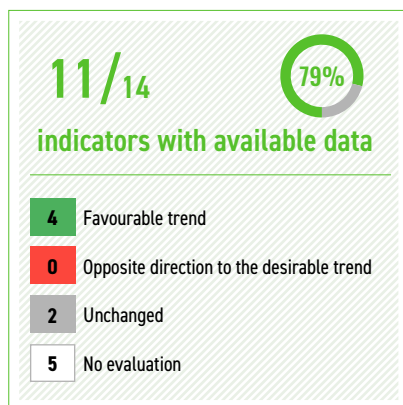 11/14
79%
indicators with available data
4 Favourable trend
0 Opposite direction to the desirable trend
2 Unchanged
5 No evaluation